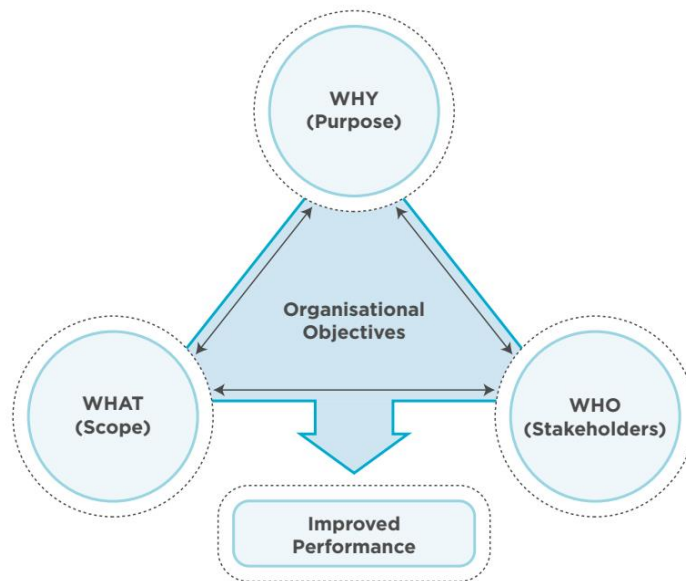 WHY
(Purpose)
Organisational
Objectives
WHAT
(Scope)
WHO
(Stakeholders)
Improved
Performance